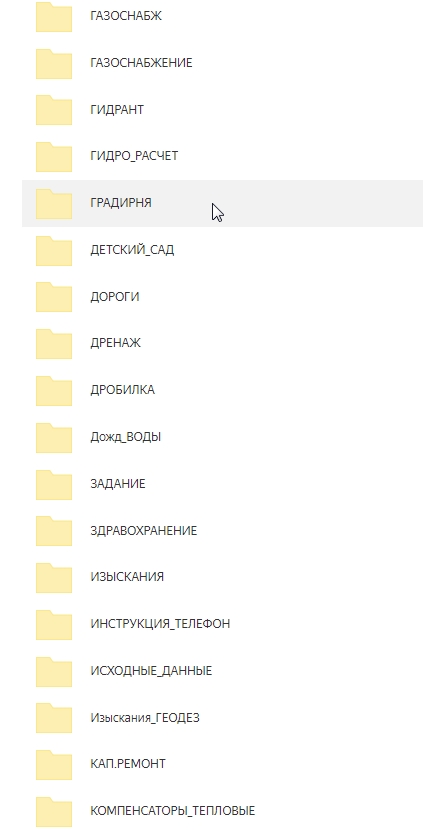 ГАЗОСНАБЖ
ГАЗОСНАБЖЕНИЕ
ГИДРАНТ
ГИДРО_РАСЧЕТ
ГРАДИРНЯ
ДЕТСКИЙ_САД
ДОРОГИ
ДРЕНАЖ
ДРОБИЛКА
Дожд_ВОДЫ
ЗАДАНИЕ
ЗДРАВОХРАНЕНИЕ
ИЗЫСКАНИЯ
ИНСТРУКЦИЯ_ТЕЛЕФОН
ИСХОДНЫЕ_ДАННЫЕ
Изыскания_ГЕОДЕЗ
КАП.РЕМОНТ
КОМПЕНСАТОРЫ_ТЕПЛОВЫЕ